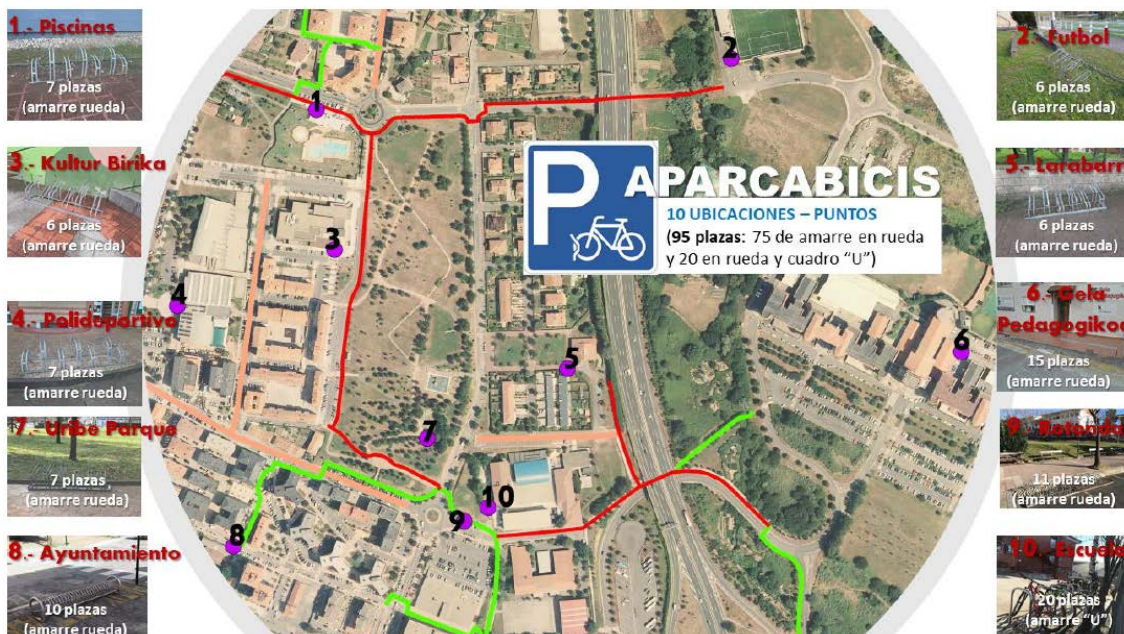 1.- Piscinas
7 plazas
(amarre rueda)
3.- Kultur Birika
6 plazas
(amarre rueda)
4.- Polideportivo
7 plazas
(amarre rueda)
7.- Uribe Parque
7 plazas
(amarre rueda)
8.- Ayuntamiento
10 plazas
(amarre rueda)
1
2
3
4
5
6
7
8
9
10
P APARCABICIS
10 UBICACIONES – PUNTOS
(95 plazas: 75 de amarre en rueda
y 20 en rueda y cuadro “U”)
2.- Futbol
6 plazas
(amarre rueda)
5.- Larabarri
6 plazas
(amarre rueda)
6.- Gela
Pedagogikoa
15 plazas
(amarre rueda)
9.- Rotonda
11 plazas
(amarre rueda)
10.- Escuela
20 plazas
(amarre “U”)